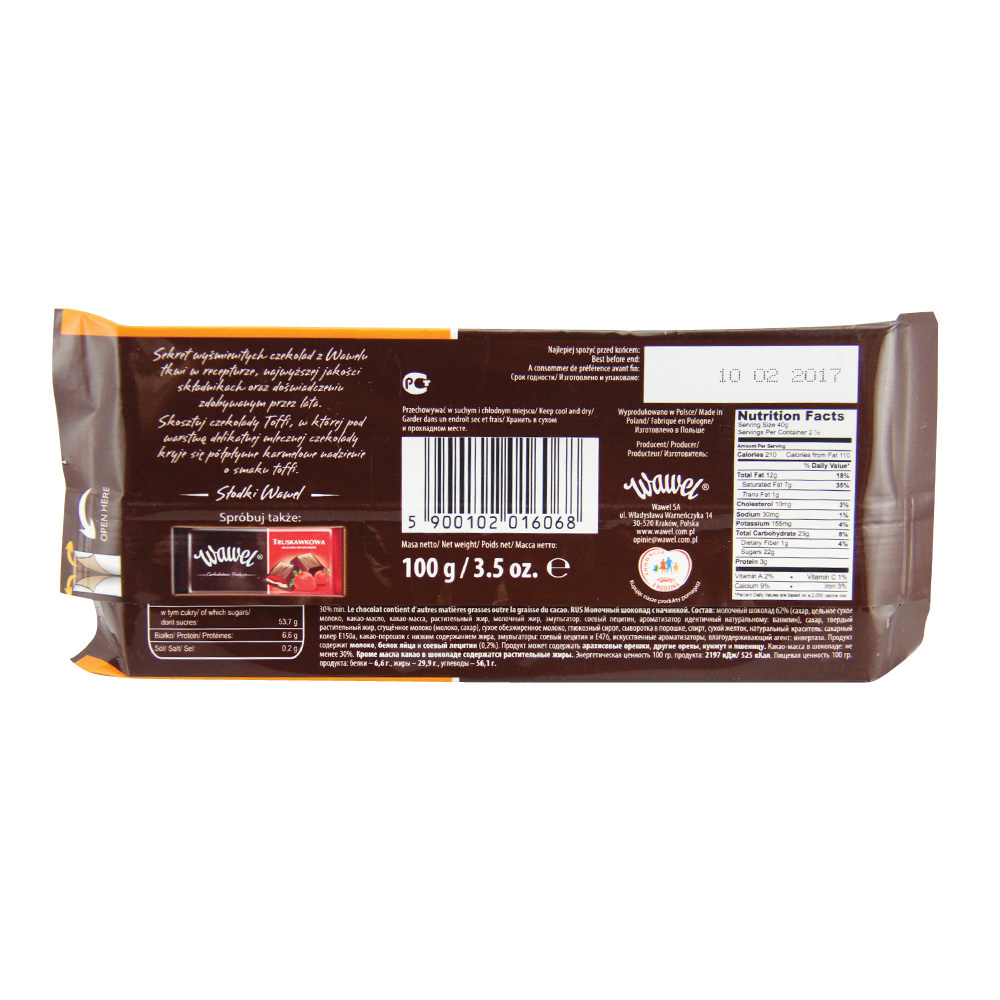 OPEN HERE
Sekret wyśmienitych czekolad z Wawelu
tkwi w recepturze, najwyższej jakości
składnikach oraz doświadczeniu
zdobywanym przez lata.
Skosztuj czekolady Toffi, w której pod
warstwą delikatnej mlecznej czekolady
kryje się półpłynne karmelowe nadzienie
o smaku toffi.
Słodki Wawel
Spróbuj także:
Wawel®
TRUSKAWKOWA
w tym cukry/ of which sugars/
dont sucres: 53,7 g
Białko/ Protein/ Protéines: 6,6 g
Sól/ Salt/ Sel: 0,2 g
Najlepiej spożyć przed końcem:
Best before end:
A consommer de préférence avant fin:
Срок годности/ Изготовлено и упаковано:
10 02 2017
Przechowywać w suchym i chłodnym miejscu/ Keep cool and dry/
Garder dans un endroit sec et frais/ Хранить в сухом
и прохладном месте.
5 900102 016068
Masa netto/ Net weight/ Poids net/ Масса нетто:
100 g / 3.5 oz. ℮
Wyprodukowano w Polsce/ Made in
Poland/ Fabriqué en Pologne/
Изготовлено в Польше
Producent/ Producer/
Producteur/ Изготовитель:
Wawel®
Wawel SA
ul. Władysława Warneńczyka 14
30-520 Kraków, Polska
www.wawel.com.pl
opinie@wawel.com.pl
Kupując nasze produkty pomagasz
Nutrition Facts
Serving Size 40g
Servings Per Container 2 ½
Amount Per Serving
Calories 210 Calories from Fat 110
% Daily Value*
Total Fat 12g 18%
Saturated Fat 7g 35%
Trans Fat 1g
Cholesterol 10mg 3%
Sodium 30mg 1%
Potassium 155mg 4%
Total Carbohydrate 23g 8%
Dietary Fiber 1g 4%
Sugars 22g
Protein 3g
Vitamin A 2% • Vitamin C 1%
Calcium 9% • Iron 3%
*Percent Daily Values are based on a 2,000 calorie diet.
30% min. Le chocolat contient d'autres matières grasses outre la graisse du cacao. RUS Молочный шоколад с начинкой. Состав: молочный шоколад 62% (сахар, цельное сухое
молоко, какао-масло, какао-масса, растительный жир, молочный жир, эмульгатор: соевый лецитин, ароматизатор идентичный натуральному: ванилин), сахар, твердый
растительный жир, сгущённое молоко (молоко, сахар), сухое обезжиренное молоко, глюкозный сироп, сыворотка в порошке, спирт, сухой желток, натуральный краситель: сахарный
колер E150a, какао-порошок с низким содержанием жира, эмульгаторы: соевый лецитин и E476, искусственные ароматизаторы, влагоудерживающий агент: инвертаза. Продукт
содержит молоко, белок яйца и соевый лецитин (0,2%). Продукт может содержать арахисовые орешки, другие орехи, кунжут и пшеницу. Какао-масса в шоколаде: не
менее 30%. Кроме масла какао в шоколаде содержатся растительные жиры. Энергетическая ценность 100 гр. продукта: 2197 кДж/ 525 кКал. Пищевая ценность 100 гр.
продукта: белки – 6,6 г, жиры – 29,9 г, углеводы – 56,1 г.